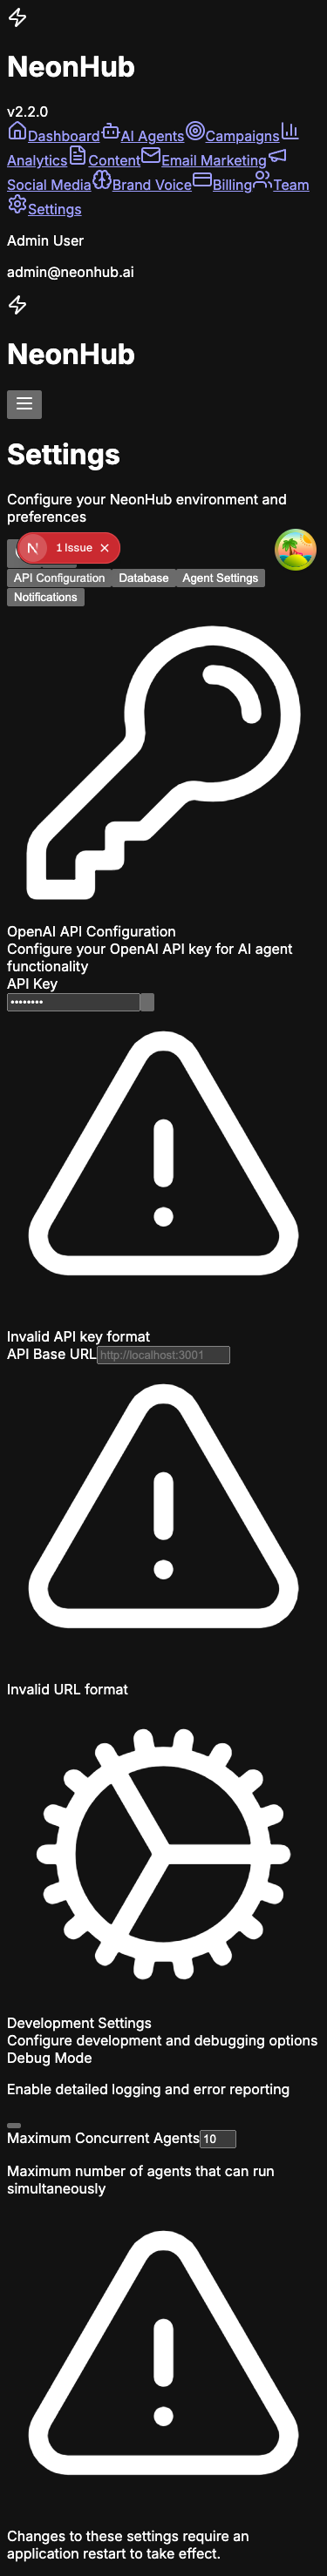 NeonHub
v2.2.0
Dashboard AI Agents Campaigns
Analytics Content Email Marketing
Social Media Brand Voice Billing Team
Settings
Admin User
admin@neonhub.ai
NeonHub
Settings
Configure your NeonHub environment and
preferences
N 1 Issue
API Configuration Database Agent Settings
Notifications
OpenAI API Configuration
Configure your OpenAI API key for AI agent
functionality
API Key
••••••••
Invalid API key format
API Base URL http://localhost:3001
Invalid URL format
Development Settings
Configure development and debugging options
Debug Mode
Enable detailed logging and error reporting
Maximum Concurrent Agents 10
Maximum number of agents that can run
simultaneously
Changes to these settings require an
application restart to take effect.